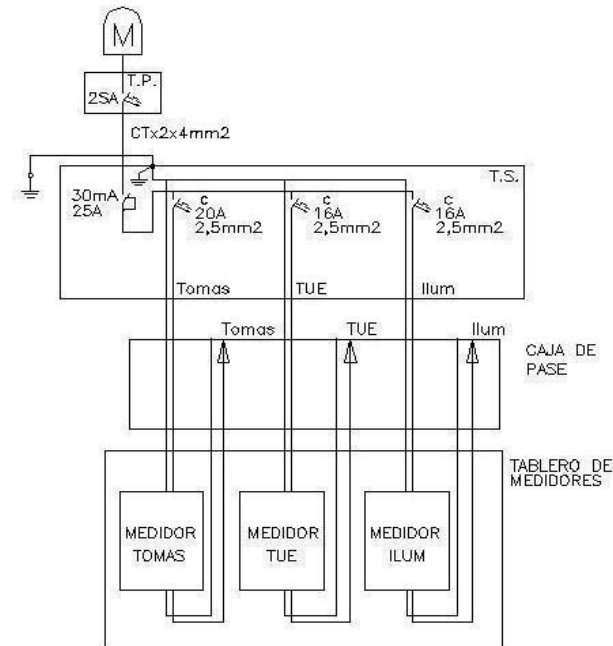 M
T.P.
25A
CTx2x4mm2
T.S.
30mA
25A
C
20A
2,5mm2
C
16A
2,5mm2
C
16A
2,5mm2
Tomas
TUE
Ilum
Tomas
TUE
Ilum
CAJA DE
PASE
TABLERO DE
MEDIDORES
MEDIDOR
TOMAS
MEDIDOR
TUE
MEDIDOR
ILUM